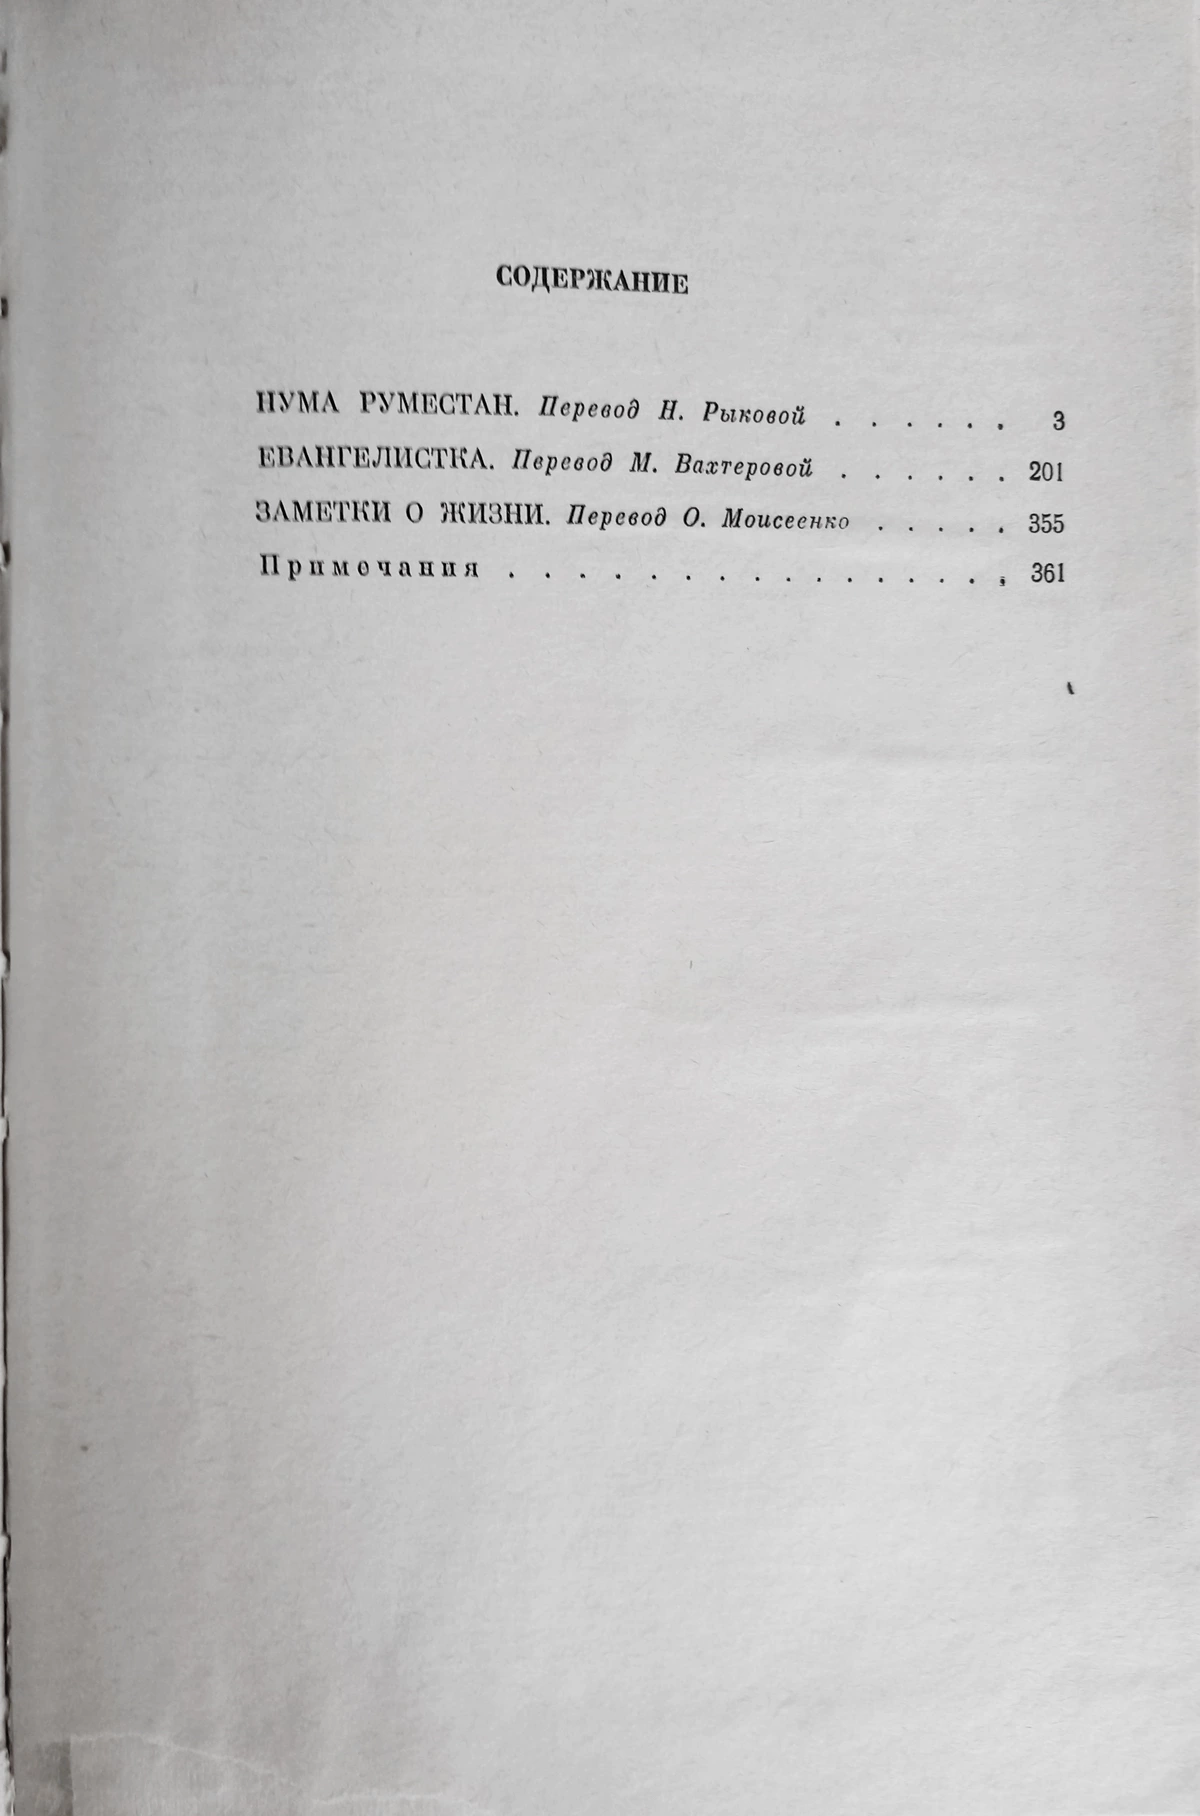 СОДЕРЖАНИЕ
НУМА РУМЕСТАН. Перевод Н. Рыковой . . . . . . 3
ЕВАНГЕЛИСТКА. Перевод М. Вахтеровой . . . . . . 201
ЗАМЕТКИ О ЖИЗНИ. Перевод О. Моисеенко . . . . . 355
Примечания . . . . . . . . . . . . . . . 361